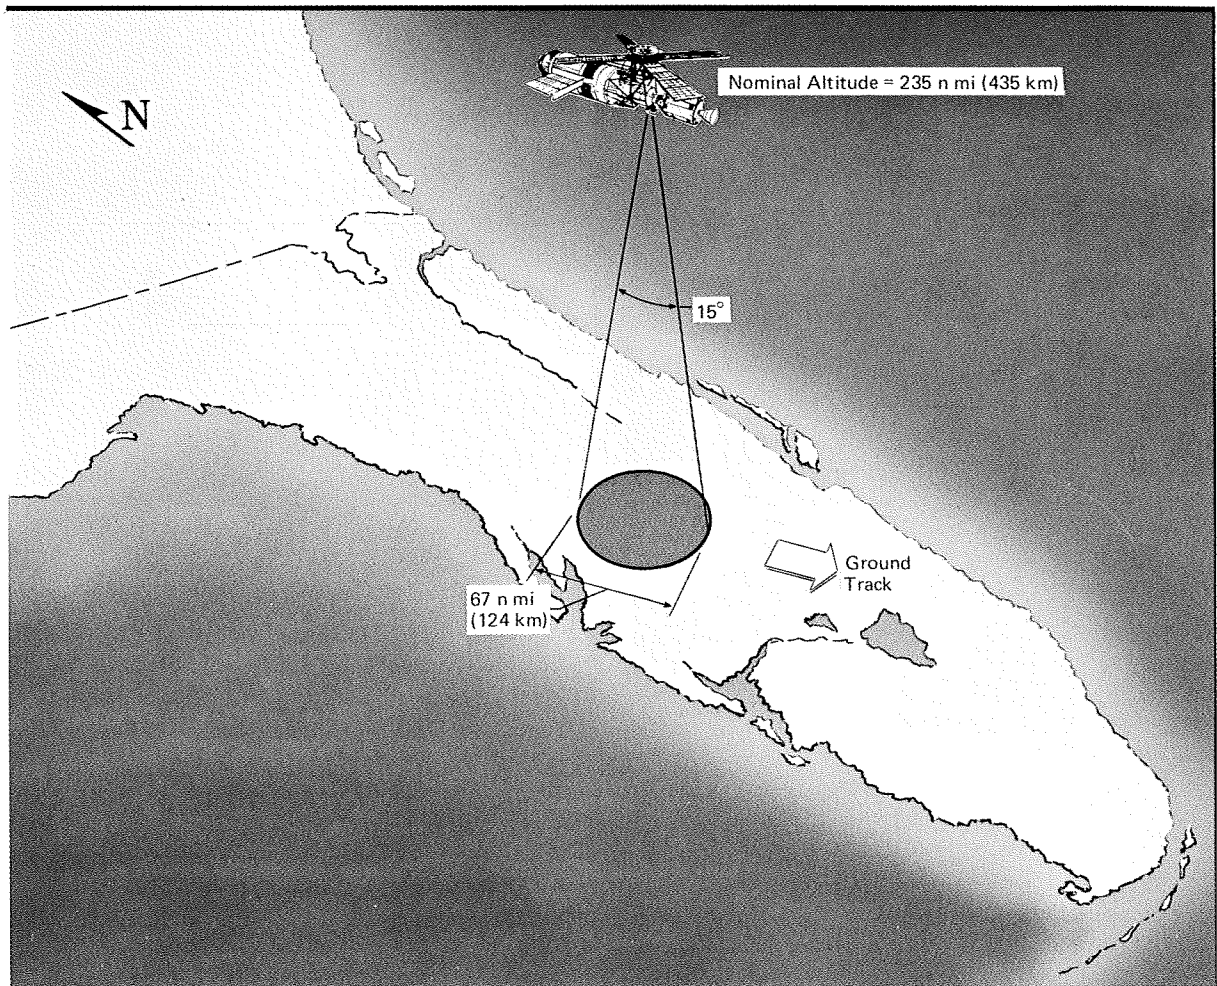 Nominal Altitude = 235 n mi (435 km)
N
15°
Ground
Track
67 n mi
(124 km)